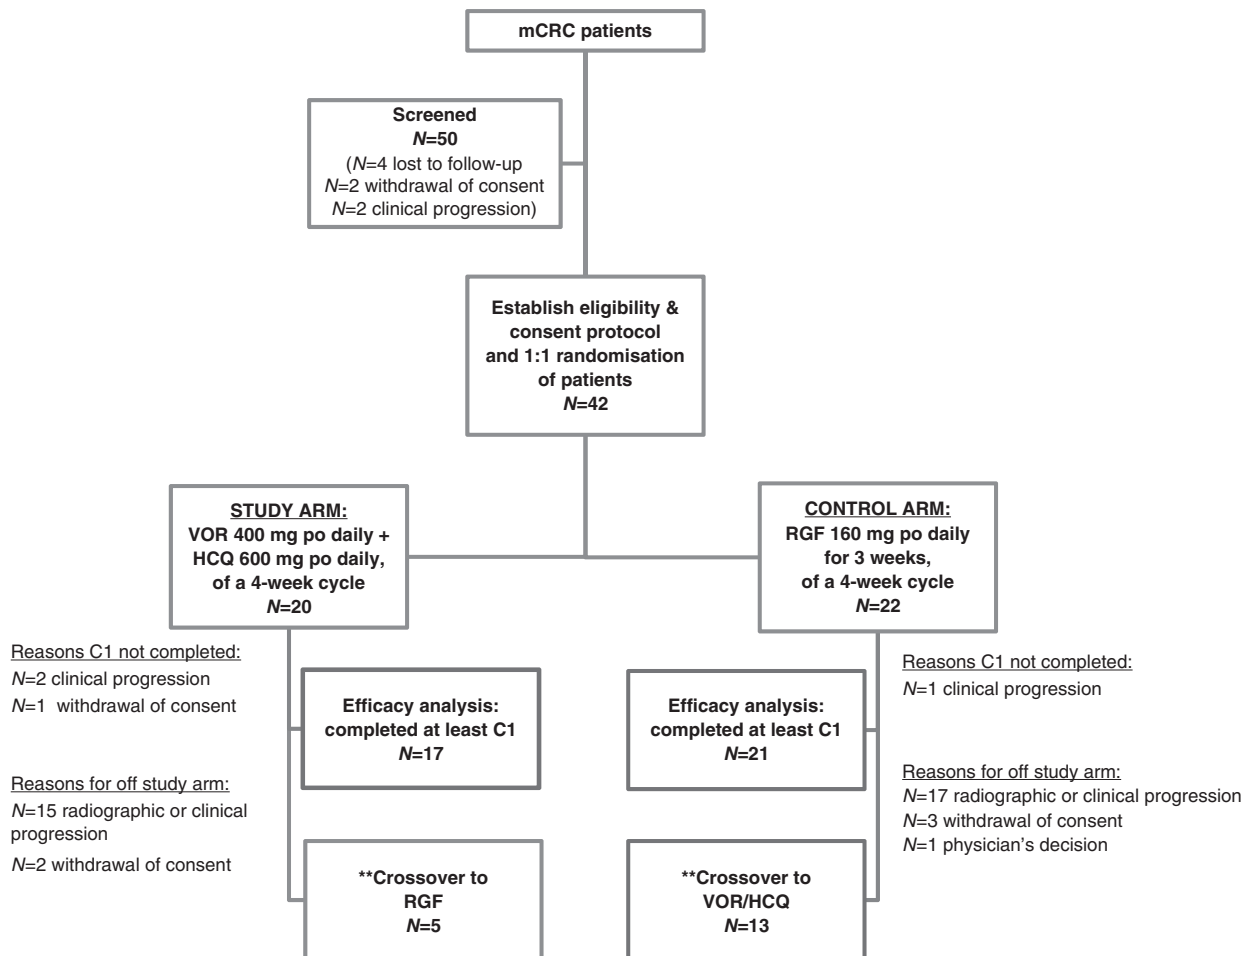 mCRC patients
Screened
N=50
(N=4 lost to follow-up
N=2 withdrawal of consent
N=2 clinical progression)
Establish eligibility &
consent protocol
and 1:1 randomisation
of patients
N=42
STUDY ARM:
VOR 400 mg po daily +
HCQ 600 mg po daily,
of a 4-week cycle
N=20
CONTROL ARM:
RGF 160 mg po daily
for 3 weeks,
of a 4-week cycle
N=22
Reasons C1 not completed:
N=2 clinical progression
N=1 withdrawal of consent
Efficacy analysis:
completed at least C1
N=17
Efficacy analysis:
completed at least C1
N=21
Reasons C1 not completed:
N=1 clinical progression
Reasons for off study arm:
N=15 radiographic or clinical
progression
N=2 withdrawal of consent
**Crossover to
RGF
N=5
**Crossover to
VOR/HCQ
N=13
Reasons for off study arm:
N=17 radiographic or clinical progression
N=3 withdrawal of consent
N=1 physician's decision